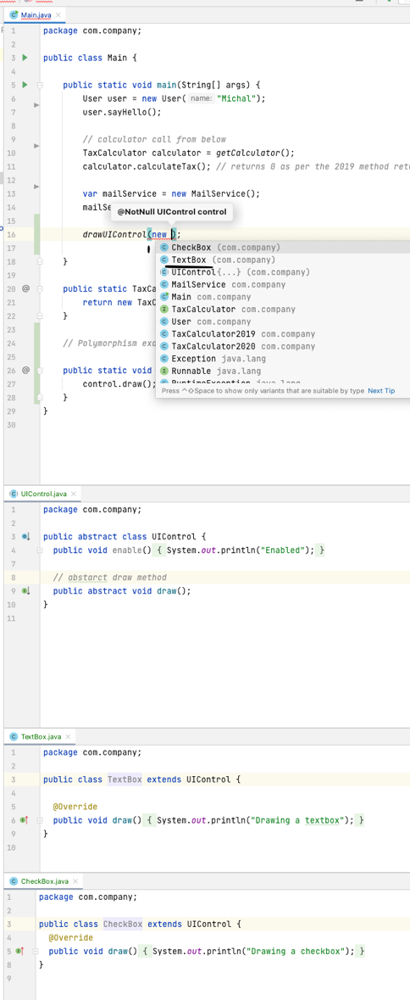 Main.java
1 package com.company;
2
3 public class Main {
4
5 public static void main(String[] args) {
6 User user = new User( name: "Michal");
7 user.sayHello();
8
9 // calculator call from below
10 TaxCalculator calculator = getCalculator();
11 calculator.calculateTax(); // returns 0 as per the 2019 method
12
13 var mailService = new MailService();
14 mailSe
@NotNull UIControl control
15
16 drawUIControl(new );
17
CheckBox (com.company)
18 }
TextBox (com.company)
19
UIControl{...} (com.company)
20 @ public static TaxCa
MailService com.company
21 return new TaxC
Main com.company
22 }
TaxCalculator com.company
23
User com.company
24 // Polymorphism exa
TaxCalculator2019 com.company
25
TaxCalculator2020 com.company
26 @ public static void
Exception java.lang
27 control.draw();
Runnable java.lang
28 }
RuntimeException java.lang
Press ^⇧Space to show only variants that are suitable by type Next Tip
29 }
30
UIControl.java
1 package com.company;
2
3 public abstract class UIControl {
4 public void enable() { System.out.println("Enabled"); }
7
8 // abstarct draw method
9 public abstract void draw();
10 }
11
TextBox.java
1 package com.company;
2
3 public class TextBox extends UIControl {
4
5 @Override
6 public void draw() { System.out.println("Drawing a textbox"); }
9 }
10
CheckBox.java
1 package com.company;
2
3 public class CheckBox extends UIControl {
4 @Override
5 public void draw() { System.out.println("Drawing a checkbox"); }
8 }
9